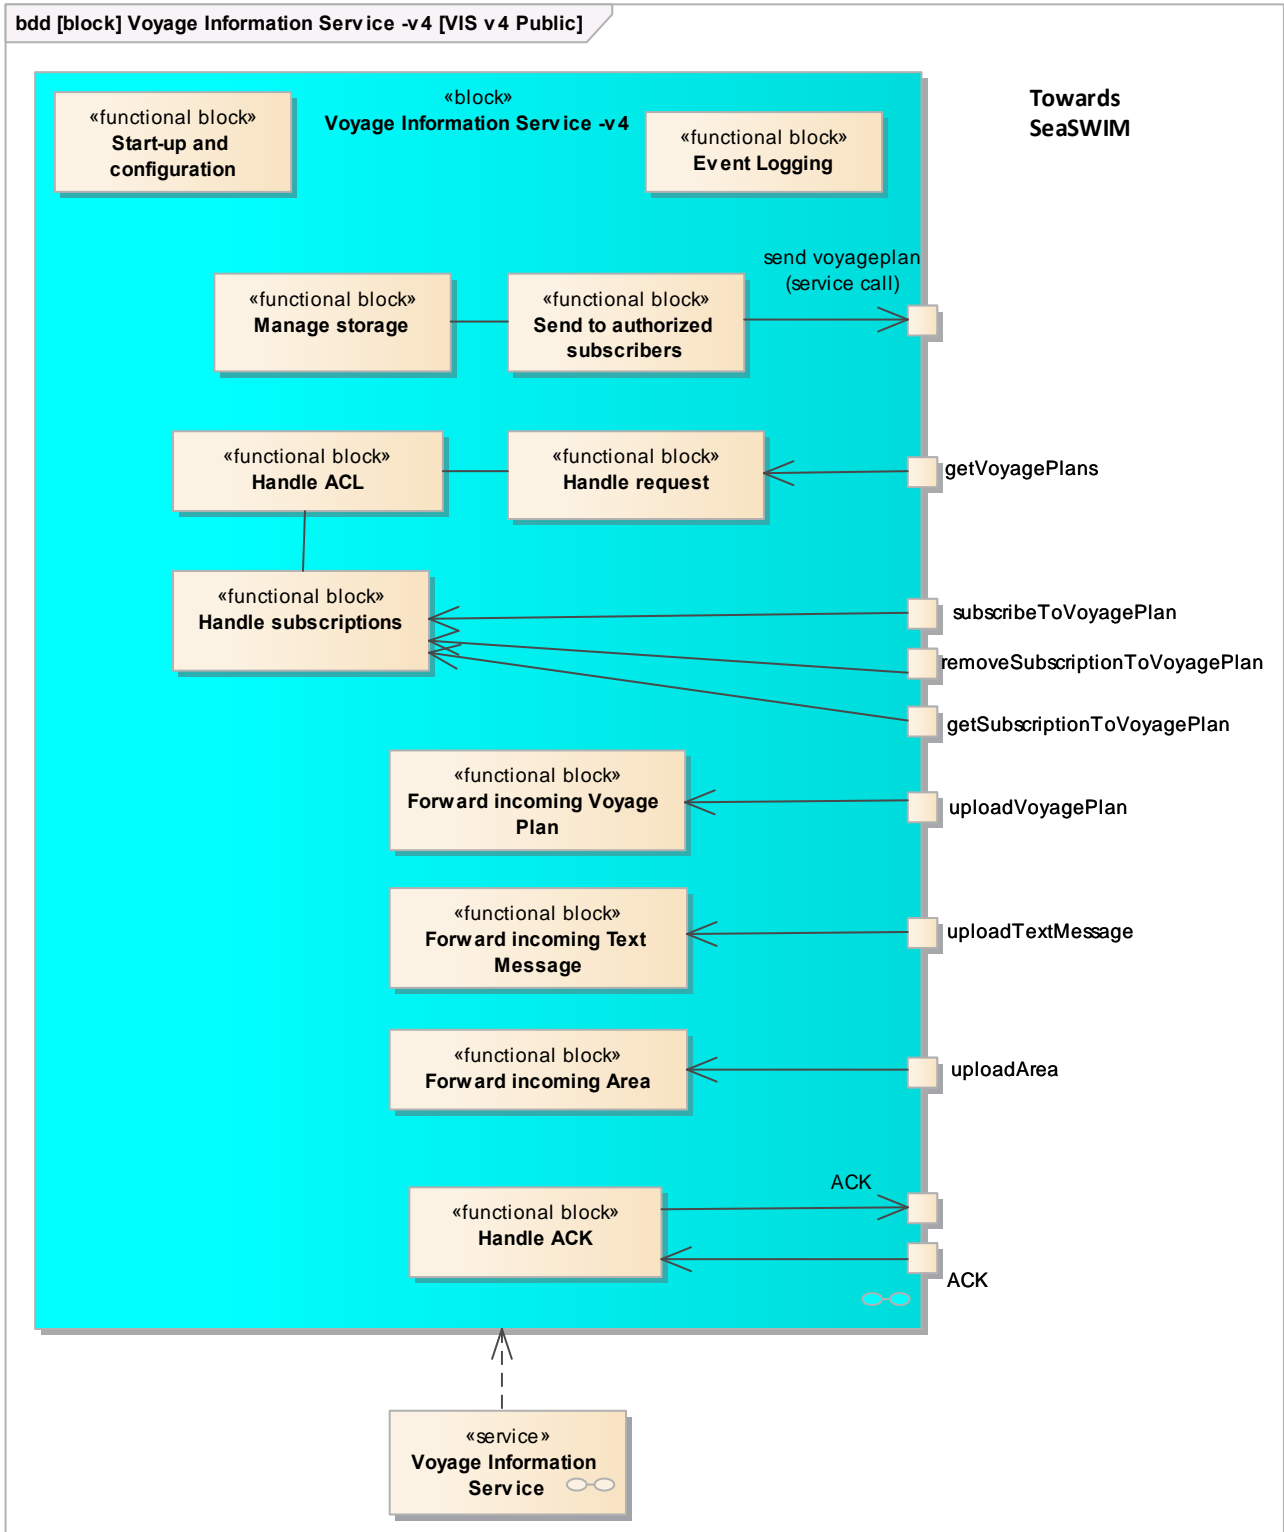 bdd [block] Voyage Information Service -v4 [VIS v4 Public]
«block»
Voyage Information Service -v4
«functional block»
Start-up and
configuration
«functional block»
Event Logging
Towards
SeaSWIM
send voyageplan
(service call)
«functional block»
Manage storage
«functional block»
Send to authorized
subscribers
«functional block»
Handle ACL
«functional block»
Handle request
getVoyagePlans
«functional block»
Handle subscriptions
subscribeToVoyagePlan
removeSubscriptionToVoyagePlan
getSubscriptionToVoyagePlan
«functional block»
Forward incoming Voyage
Plan
uploadVoyagePlan
«functional block»
Forward incoming Text
Message
uploadTextMessage
«functional block»
Forward incoming Area
uploadArea
ACK
«functional block»
Handle ACK
ACK
«service»
Voyage Information
Service